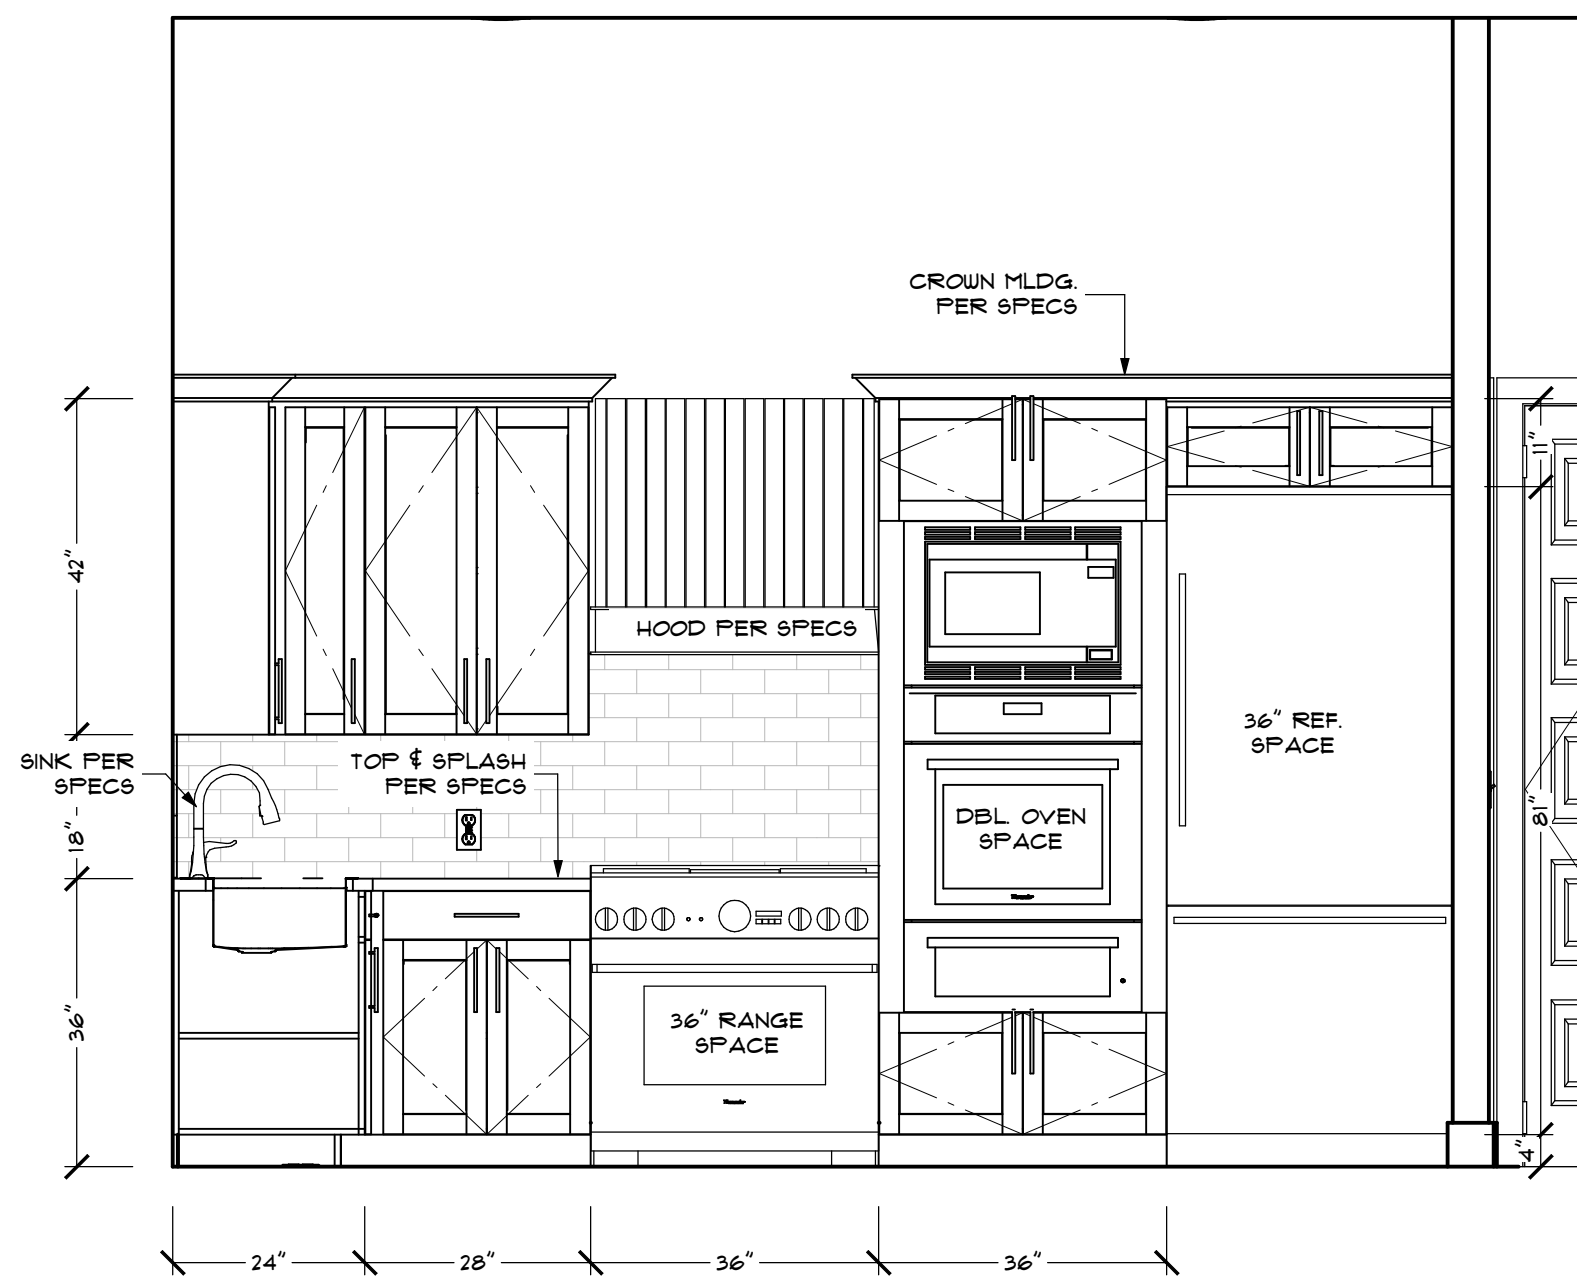 CROWN MLDG.
PER SPECS
42"
11"
HOOD PER SPECS
36" REF.
SPACE
SINK PER
SPECS
TOP & SPLASH
PER SPECS
18"
DBL. OVEN
SPACE
81"
36"
36" RANGE
SPACE
4"
24"
28"
36"
36"